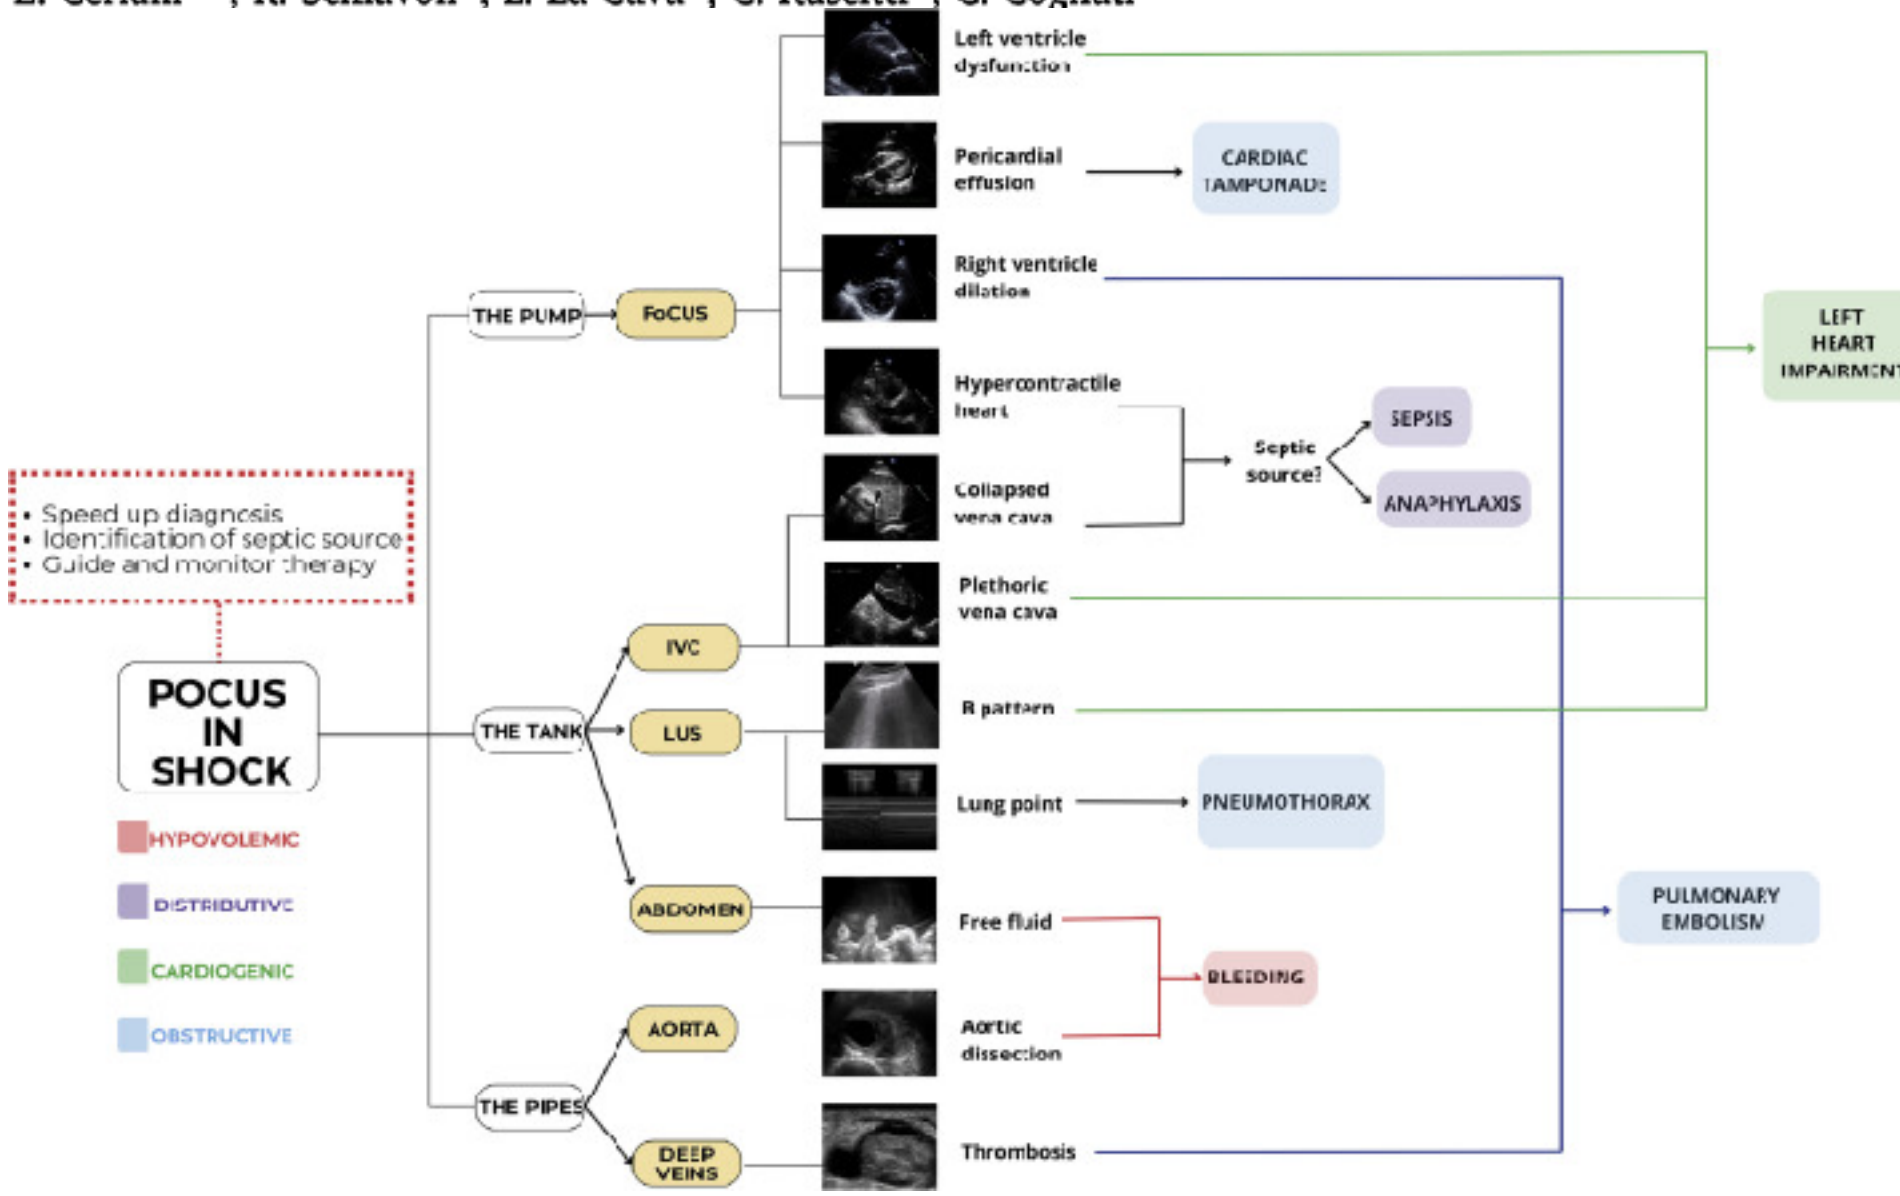 Left ventricle
dysfunction
Pericardial
effusion
CARDIAC
TAMPONADE
Right ventricle
dilation
THE PUMP
FoCUS
LEFT
HEART
IMPAIRMENT
Hypercontractile
heart
SEPSIS
Septic
source?
ANAPHYLAXIS
Collapsed
vena cava
• Speed up diagnosis
• Identification of septic source
• Guide and monitor therapy
Plethoric
vena cava
IVC
POCUS
IN
SHOCK
THE TANK
LUS
B pattern
Lung point
PNEUMOTHORAX
HYPOVOLEMIC
DISTRIBUTIVE
CARDIOGENIC
OBSTRUCTIVE
ABDOMEN
Free fluid
PULMONARY
EMBOLISM
BLEEDING
AORTA
Aortic
dissection
THE PIPES
DEEP
VEINS
Thrombosis